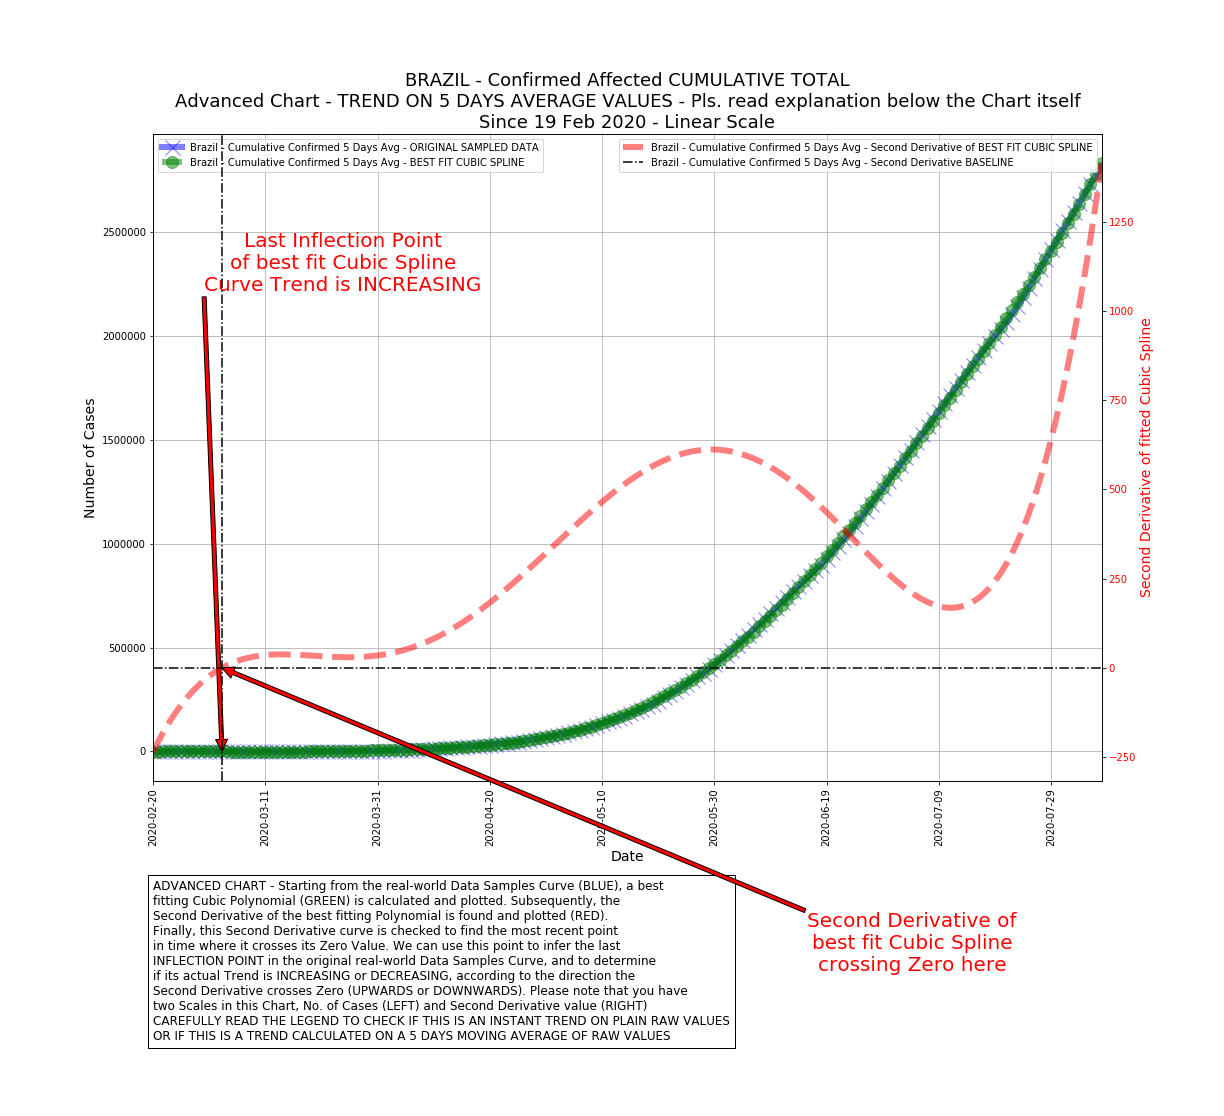 BRAZIL - Confirmed Affected CUMULATIVE TOTAL
Advanced Chart - TREND ON 5 DAYS AVERAGE VALUES - Pls. read explanation below the Chart itself
Since 19 Feb 2020 - Linear Scale
Brazil - Cumulative Confirmed 5 Days Avg - ORIGINAL SAMPLED DATA
Brazil - Cumulative Confirmed 5 Days Avg - BEST FIT CUBIC SPLINE
Brazil - Cumulative Confirmed 5 Days Avg - Second Derivative of BEST FIT CUBIC SPLINE
Brazil - Cumulative Confirmed 5 Days Avg - Second Derivative BASELINE
Last Inflection Point
of best fit Cubic Spline
Curve Trend is INCREASING
Number of Cases
2500000
2000000
1500000
1000000
500000
0
1250
1000
750
500
250
0
−250
Second Derivative of fitted Cubic Spline
2020-02-20
2020-03-11
2020-03-31
2020-04-20
2020-05-10
2020-05-30
2020-06-19
2020-07-09
2020-07-29
Date
ADVANCED CHART - Starting from the real-world Data Samples Curve (BLUE), a best
fitting Cubic Polynomial (GREEN) is calculated and plotted. Subsequently, the
Second Derivative of the best fitting Polynomial is found and plotted (RED).
Finally, this Second Derivative curve is checked to find the most recent point
in time where it crosses its Zero Value. We can use this point to infer the last
INFLECTION POINT in the original real-world Data Samples Curve, and to determine
if its actual Trend is INCREASING or DECREASING, according to the direction the
Second Derivative crosses Zero (UPWARDS or DOWNWARDS). Please note that you have
two Scales in this Chart, No. of Cases (LEFT) and Second Derivative value (RIGHT)
CAREFULLY READ THE LEGEND TO CHECK IF THIS IS AN INSTANT TREND ON PLAIN RAW VALUES
OR IF THIS IS A TREND CALCULATED ON A 5 DAYS MOVING AVERAGE OF RAW VALUES
Second Derivative of
best fit Cubic Spline
crossing Zero here